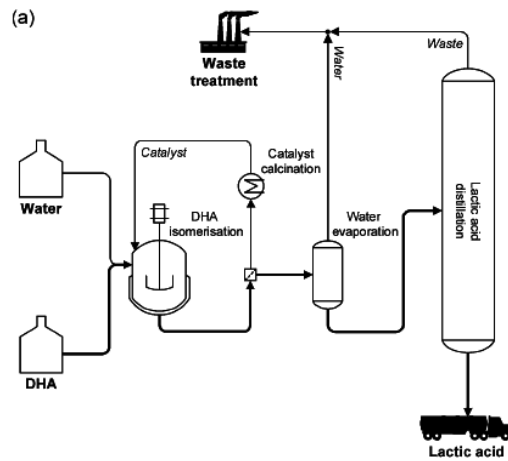 (a)
Waste
treatment
Water
Waste
Catalyst
Catalyst
calcination
Water
DHA
isomerisation
Water
evaporation
Lactic acid
distillation
DHA
Lactic acid